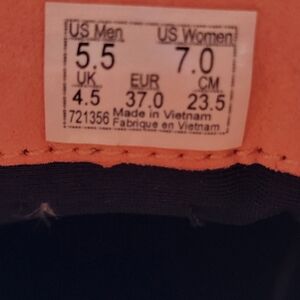 US Men US Women
5.5 7.0
UK EUR CM
4.5 37.0 23.5
721356 Made in Vietnam
Fabrique en Vietnam